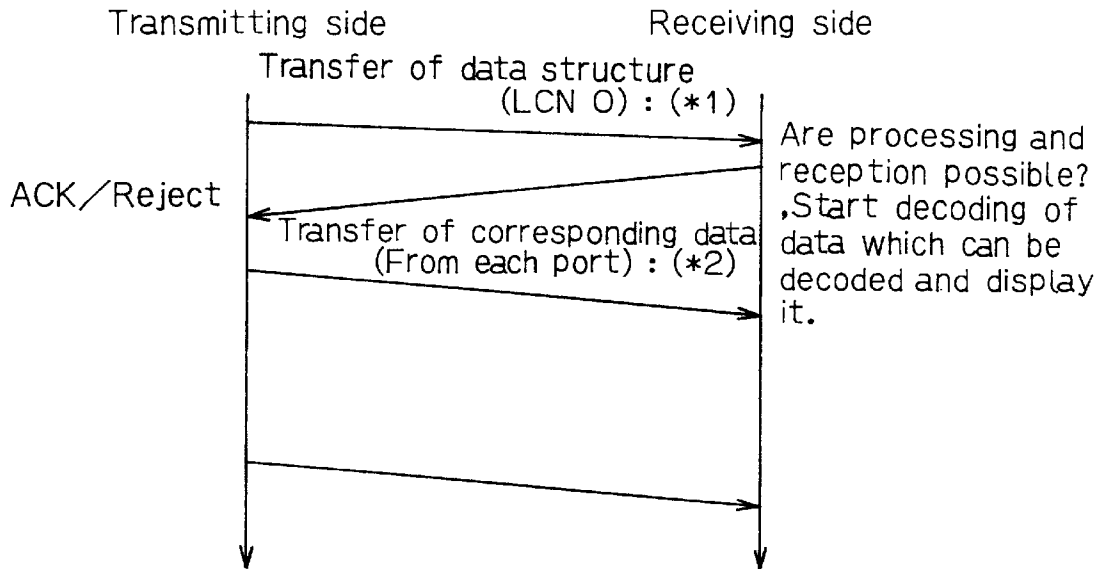 Transmitting side
Receiving side
Transfer of data structure
(LCN 0) : (*1)
Are processing and
reception possible?
,Start decoding of
data which can be
decoded and display
it.
ACK/Reject
Transfer of corresponding data
(From each port) : (*2)